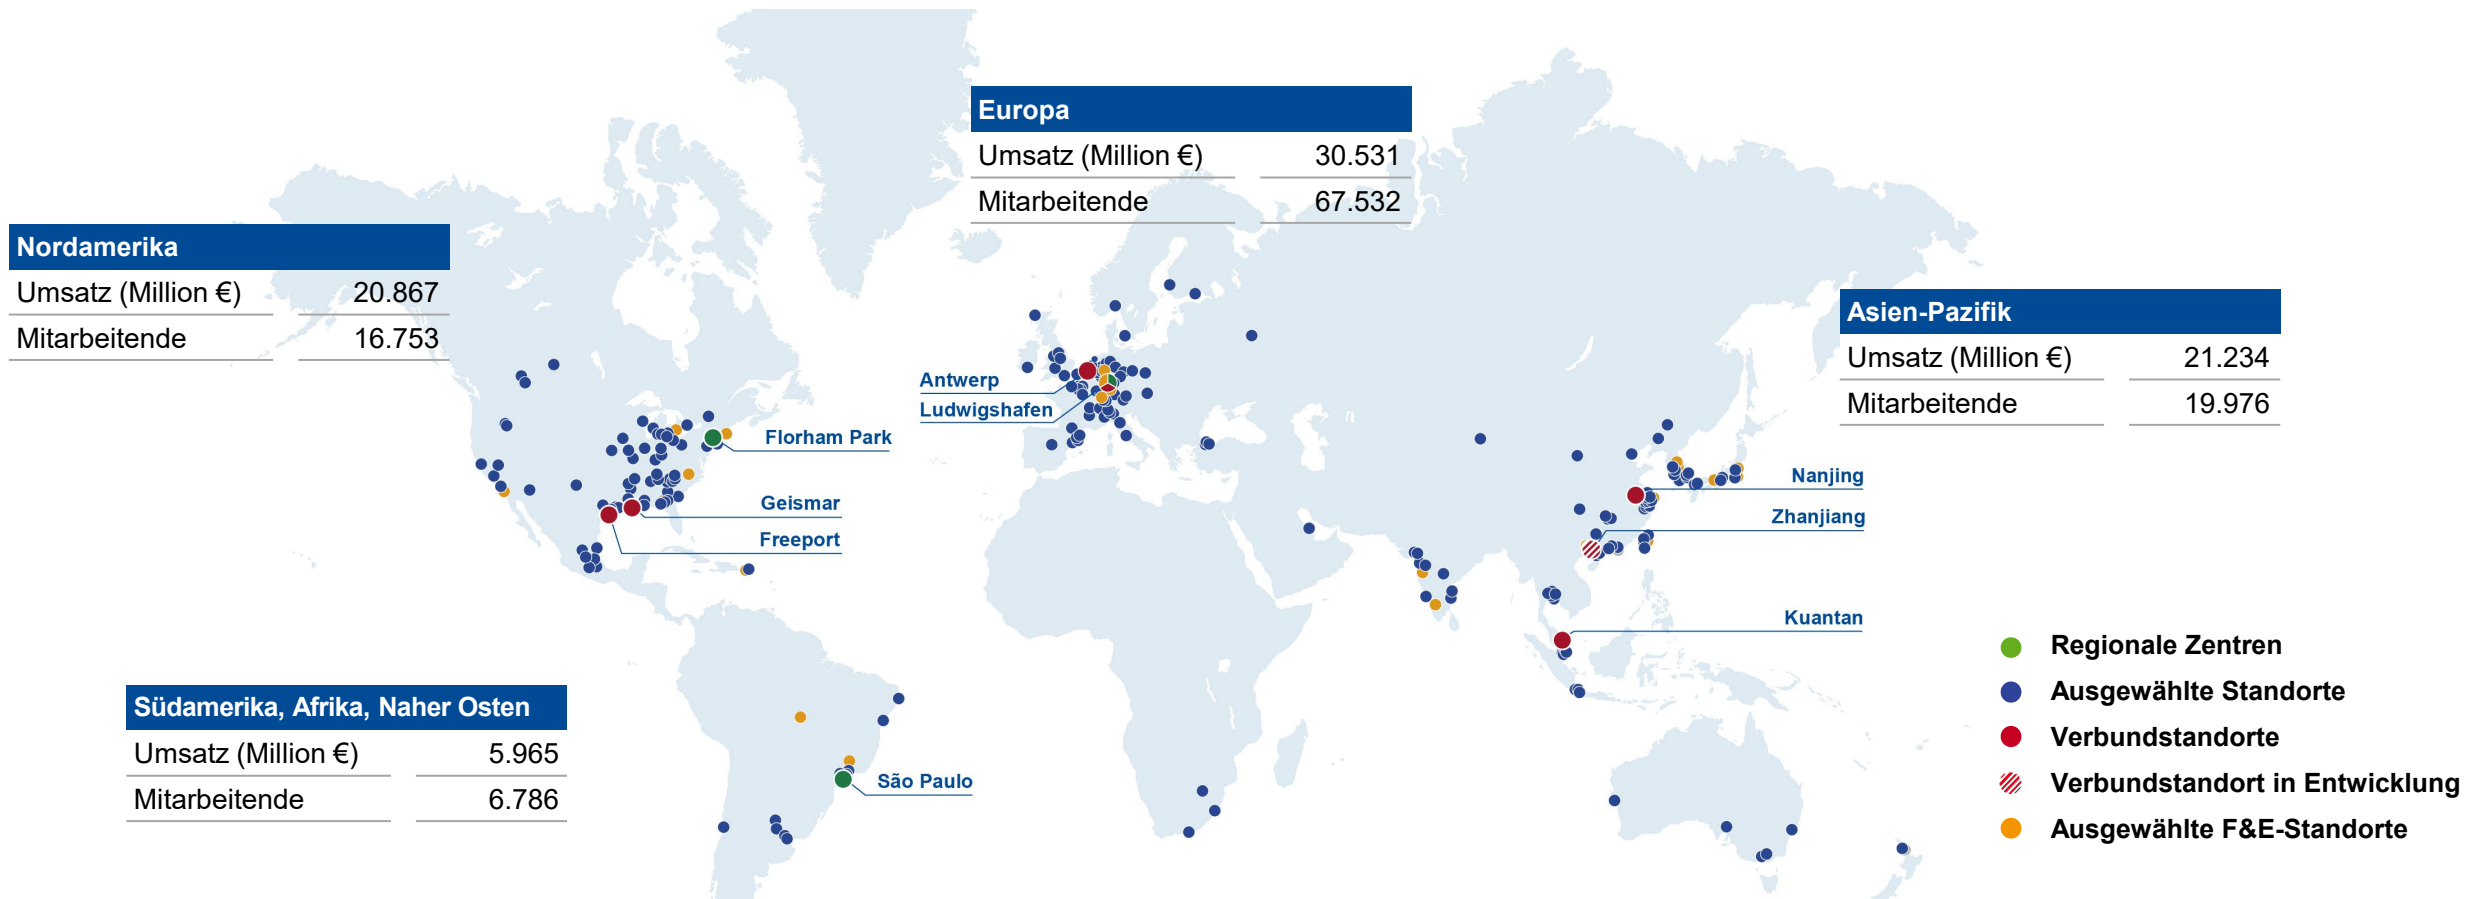 Europa
Umsatz (Million €) 30.531
Mitarbeitende 67.532
Nordamerika
Umsatz (Million €) 20.867
Mitarbeitende 16.753
Asien-Pazifik
Umsatz (Million €) 21.234
Mitarbeitende 19.976
Antwerp
Ludwigshafen
Florham Park
Geismar
Freeport
Nanjing
Zhanjiang
Kuantan
Südamerika, Afrika, Naher Osten
Umsatz (Million €) 5.965
Mitarbeitende 6.786
São Paulo
Regionale Zentren
Ausgewählte Standorte
Verbundstandorte
Verbundstandort in Entwicklung
Ausgewählte F&E-Standorte